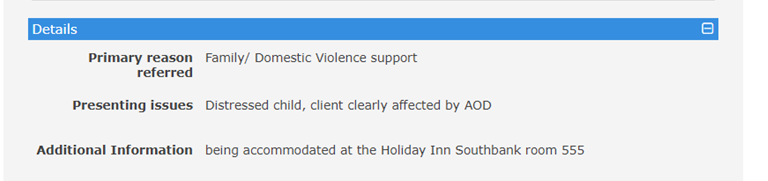 Details
Primary reason referred Family/ Domestic Violence support
Presenting issues Distressed child, client clearly affected by AOD
Additional Information being accommodated at the Holiday Inn Southbank room 555